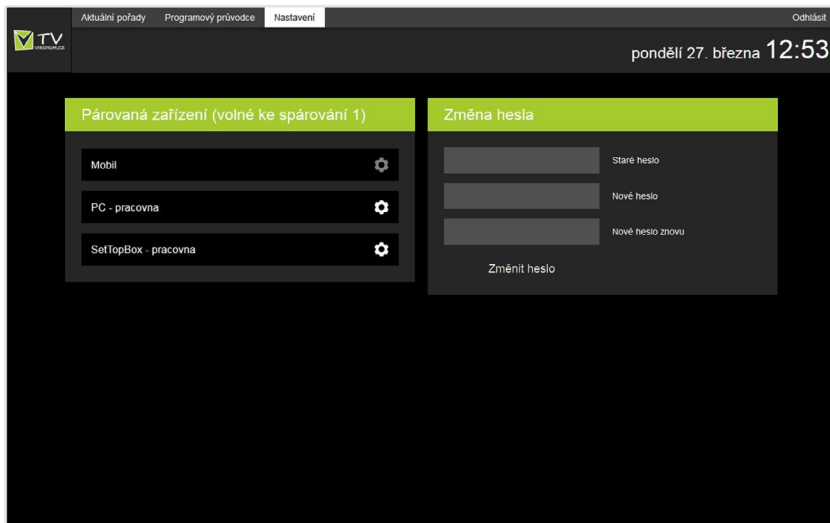 Aktuální pořady Programový průvodce Nastavení Odhlásit
TV
pondělí 27. března 12:53
Párovaná zařízení (volné ke spárování 1)
Mobil
PC - pracovna
SetTopBox - pracovna
Změna hesla
Staré heslo
Nové heslo
Nové heslo znovu
Změnit heslo